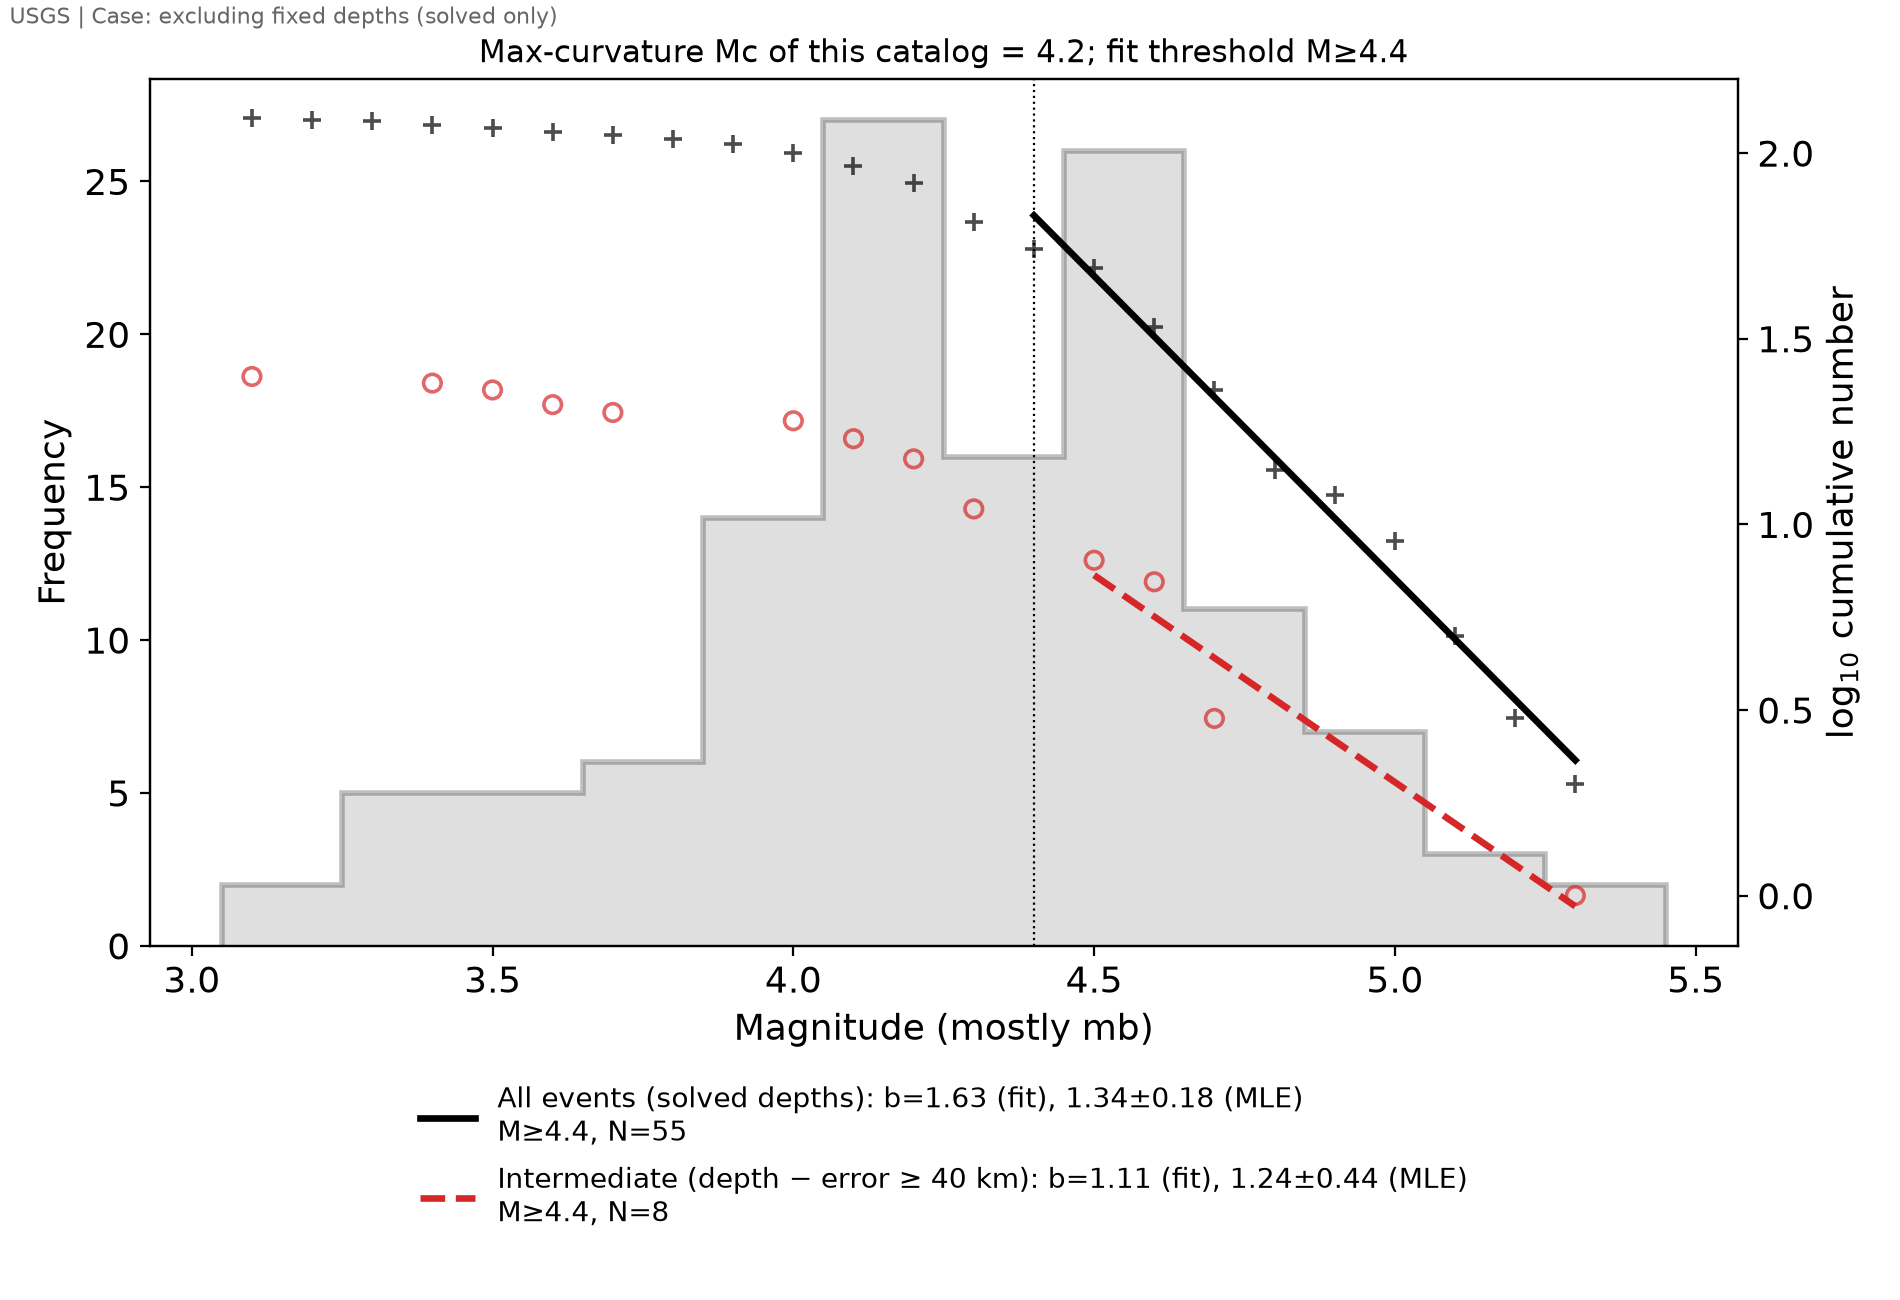 USGS | Case: excluding fixed depths (solved only)
Max-curvature Mc of this catalog = 4.2; fit threshold M≥4.4
Frequency
0
5
10
15
20
25
log₁₀ cumulative number
0.0
0.5
1.0
1.5
2.0
3.0 3.5 4.0 4.5 5.0 5.5
Magnitude (mostly mb)
All events (solved depths): b=1.63 (fit), 1.34±0.18 (MLE)
M≥4.4, N=55
Intermediate (depth − error ≥ 40 km): b=1.11 (fit), 1.24±0.44 (MLE)
M≥4.4, N=8